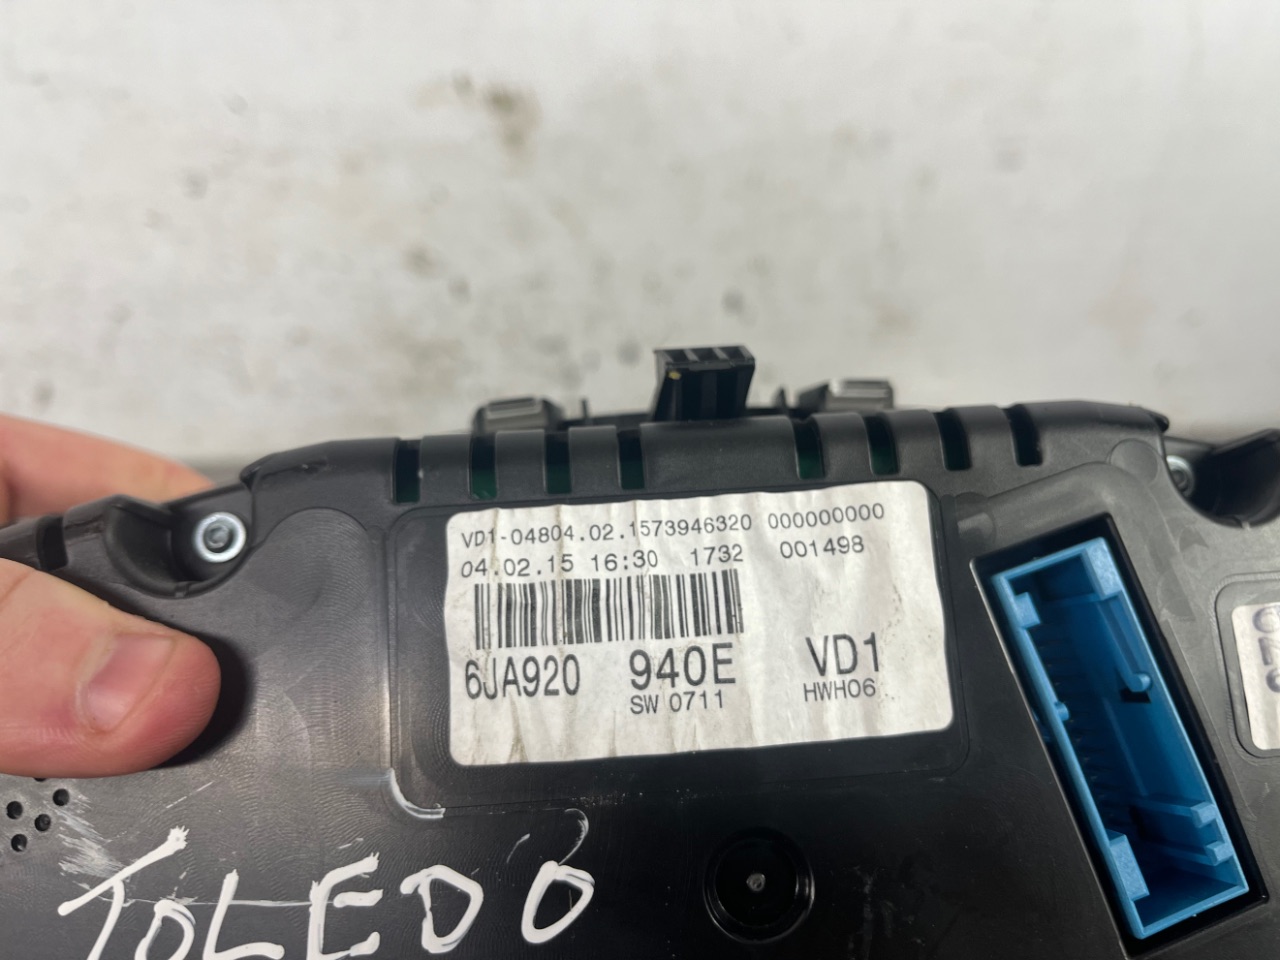 VD1-04804.02.1573946320 000000000
04.02.15 16:30 1732 001498
6JA920 940E VD1
SW 0711 HWH06
TOLEDO